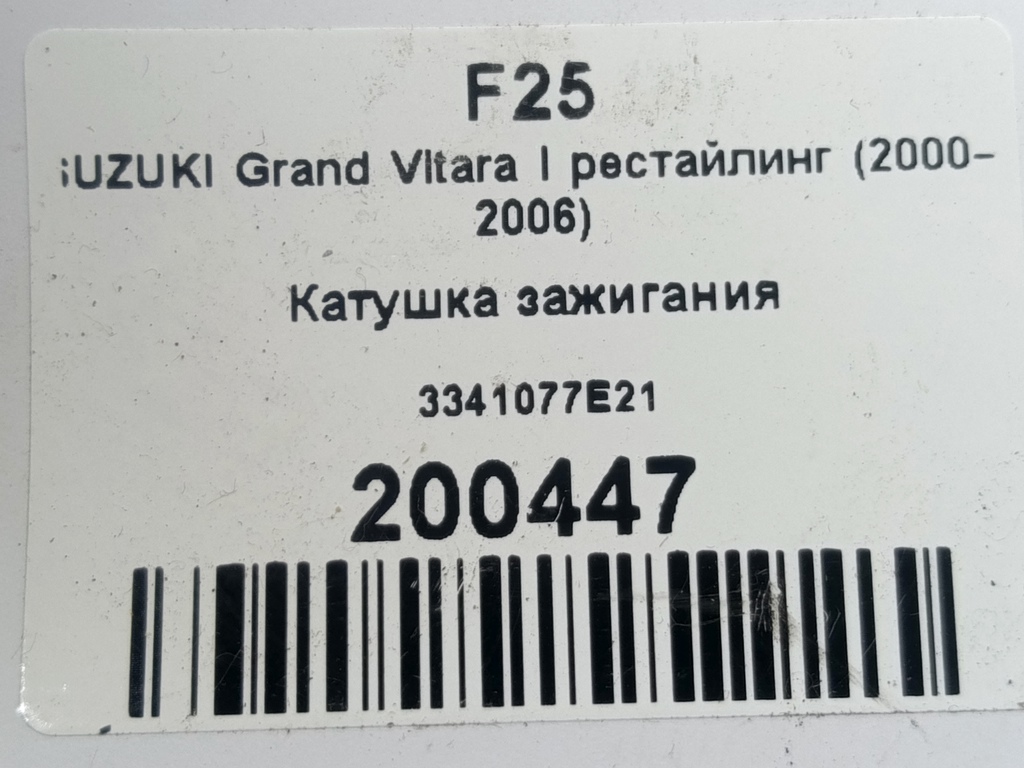 F25
SUZUKI Grand Vitara I рестайлинг (2000-
2006)
Катушка зажигания
3341077E21
200447